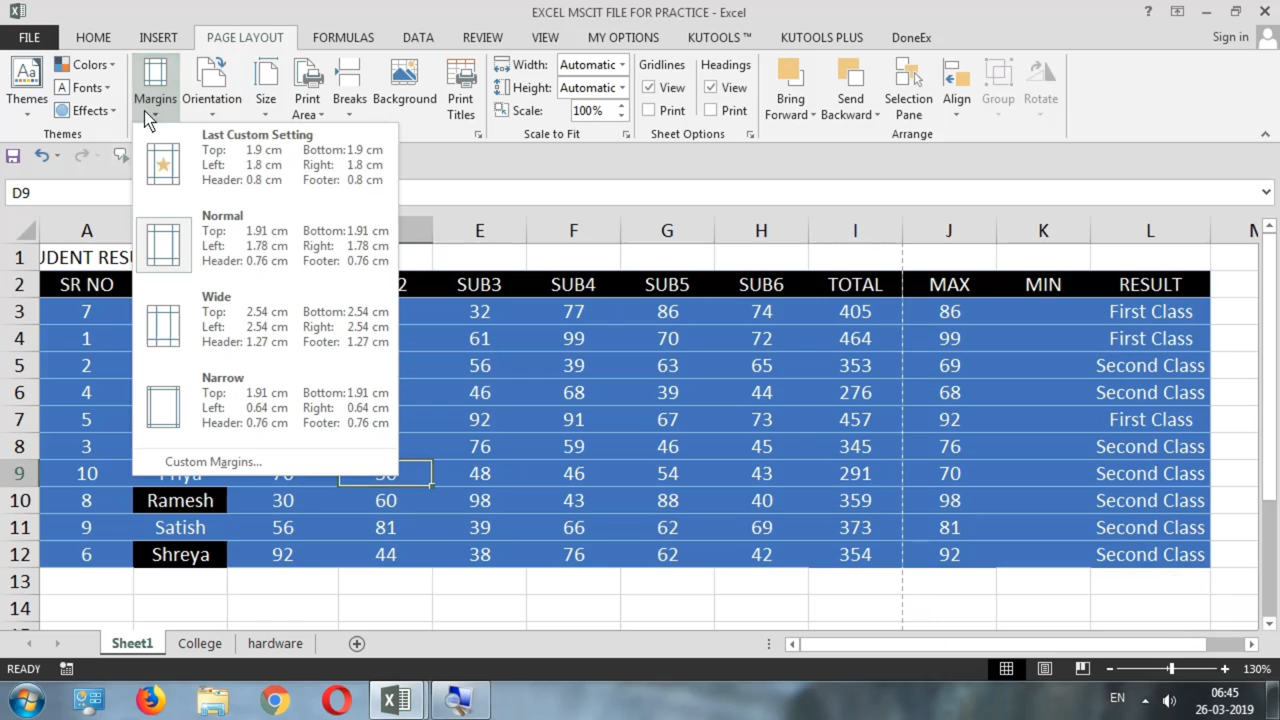 EXCEL MSCIT FILE FOR PRACTICE - Excel
?
Sign in
FILE HOME INSERT PAGE LAYOUT FORMULAS DATA REVIEW VIEW MY OPTIONS KUTOOLS ™ KUTOOLS PLUS DoneEx
Aa
Themes
Colors
A Fonts
Effects
Themes
Margins
Orientation
Size
Print
Area
Breaks
Background
Print
Titles
Width: Automatic
Height: Automatic
Scale: 100%
Scale to Fit
Gridlines
View
Print
Headings
View
Print
Sheet Options
Bring
Forward
Send
Backward
Selection
Pane
Align
Group
Rotate
Arrange
D9
Last Custom Setting
Top: 1.9 cm Bottom: 1.9 cm
Left: 1.8 cm Right: 1.8 cm
Header: 0.8 cm Footer: 0.8 cm
Normal
Top: 1.91 cm Bottom: 1.91 cm
Left: 1.78 cm Right: 1.78 cm
Header: 0.76 cm Footer: 0.76 cm
Wide
Top: 2.54 cm Bottom: 2.54 cm
Left: 2.54 cm Right: 2.54 cm
Header: 1.27 cm Footer: 1.27 cm
Narrow
Top: 1.91 cm Bottom: 1.91 cm
Left: 0.64 cm Right: 0.64 cm
Header: 0.76 cm Footer: 0.76 cm
Custom Margins...
A E F G H I J K L
1 UDENT RESU
2 SR NO 2 SUB3 SUB4 SUB5 SUB6 TOTAL MAX MIN RESULT
3 7 32 77 86 74 405 86 First Class
4 1 61 99 70 72 464 99 First Class
5 2 56 39 63 65 353 69 Second Class
6 4 46 68 39 44 276 68 Second Class
7 5 92 91 67 73 457 92 First Class
8 3 76 59 46 45 345 76 Second Class
9 10 Priya 48 46 54 43 291 70 Second Class
10 8 Ramesh 30 60 98 43 88 40 359 98 Second Class
11 9 Satish 56 81 39 66 62 69 373 81 Second Class
12 6 Shreya 92 44 38 76 62 42 354 92 Second Class
13
14
Sheet1 College hardware
READY 130%
EN 06:45
26-03-2019